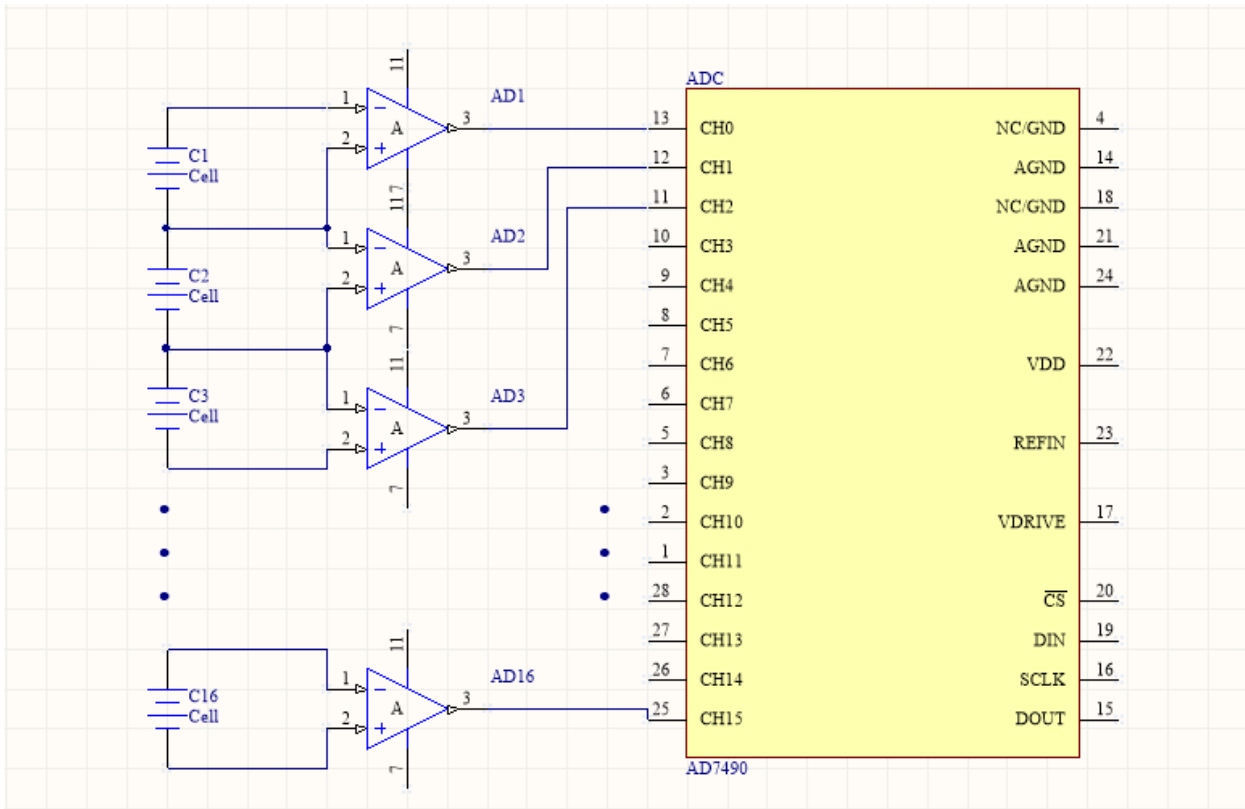 11
1
−
A
2
+
3
AD1
C1
Cell
117
1
−
A
2
+
3
AD2
C2
Cell
7
11
1
−
A
2
+
3
AD3
C3
Cell
7
11
1
−
A
2
+
3
AD16
C16
Cell
7
ADC
13 CH0 NC/GND 4
12 CH1 AGND 14
11 CH2 NC/GND 18
10 CH3 AGND 21
9 CH4 AGND 24
8 CH5
7 CH6 VDD 22
6 CH7
5 CH8 REFIN 23
3 CH9
2 CH10 VDRIVE 17
1 CH11
28 CH12 CS 20
27 CH13 DIN 19
26 CH14 SCLK 16
25 CH15 DOUT 15
AD7490